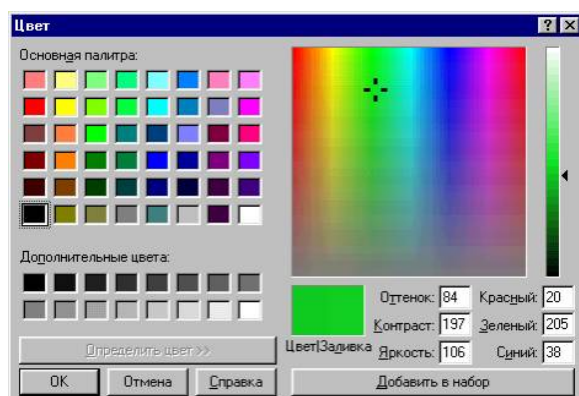 Цвет
Основная палитра:
Дополнительные цвета:
Определить цвет >>
ОК Отмена Справка
Цвет|Заливка
Оттенок: 84 Красный: 20
Контраст: 197 Зеленый: 205
Яркость: 106 Синий: 38
Добавить в набор